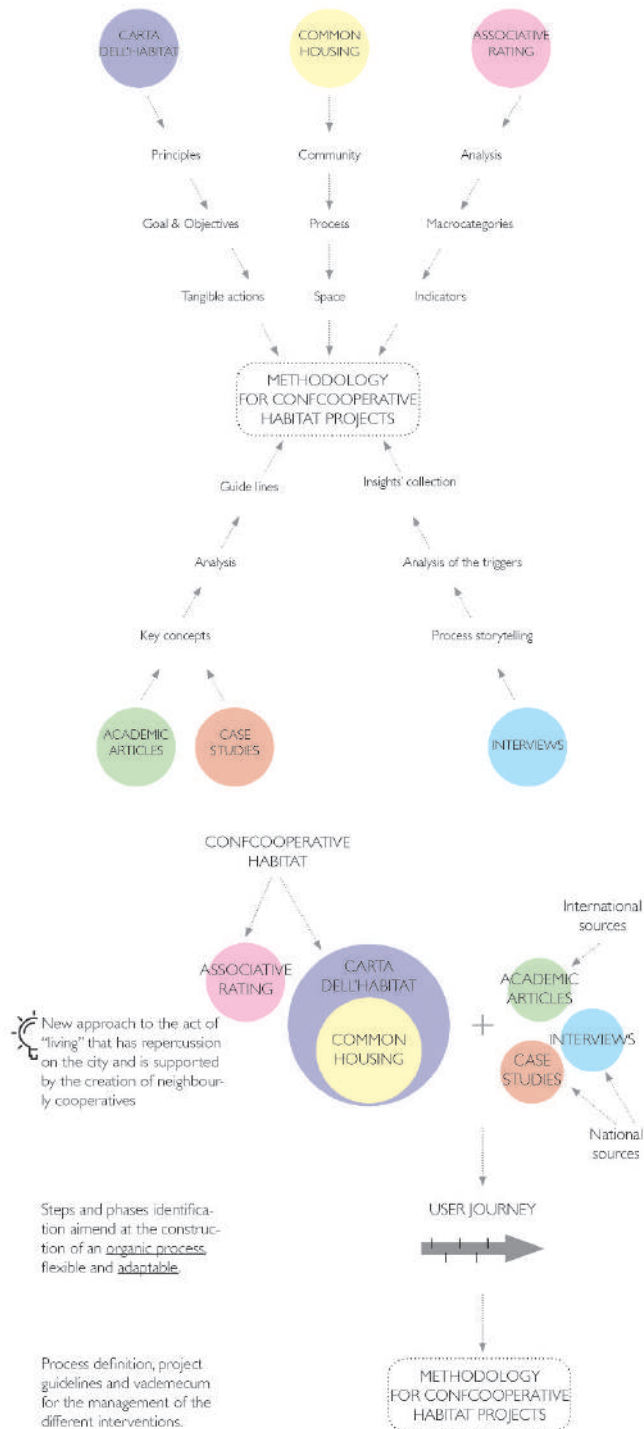 CARTA
DELL'HABITAT
COMMON
HOUSING
ASSOCIATIVE
RATING
Principles
Community
Analysis
Goal & Objectives
Process
Macrocategories
Tangible actions
Space
Indicators
METHODOLOGY
FOR CONFCOOPERATIVE
HABITAT PROJECTS
Guide lines
Insights' collection
Analysis
Analysis of the triggers
Key concepts
Process storytelling
ACADEMIC
ARTICLES
CASE
STUDIES
INTERVIEWS
CONFCOOPERATIVE
HABITAT
International
sources
ASSOCIATIVE
RATING
CARTA
DELL'HABITAT
COMMON
HOUSING
+
ACADEMIC
ARTICLES
INTERVIEWS
CASE
STUDIES
National
sources
New approach to the act of
"living" that has repercussion
on the city and is supported
by the creation of neighbour-
ly cooperatives
Steps and phases identifica-
tion aimend at the construc-
tion of an organic process,
flexible and adaptable.
USER JOURNEY
Process definition, project
guidelines and vademecum
for the management of the
different interventions.
METHODOLOGY
FOR CONFCOOPERATIVE
HABITAT PROJECTS